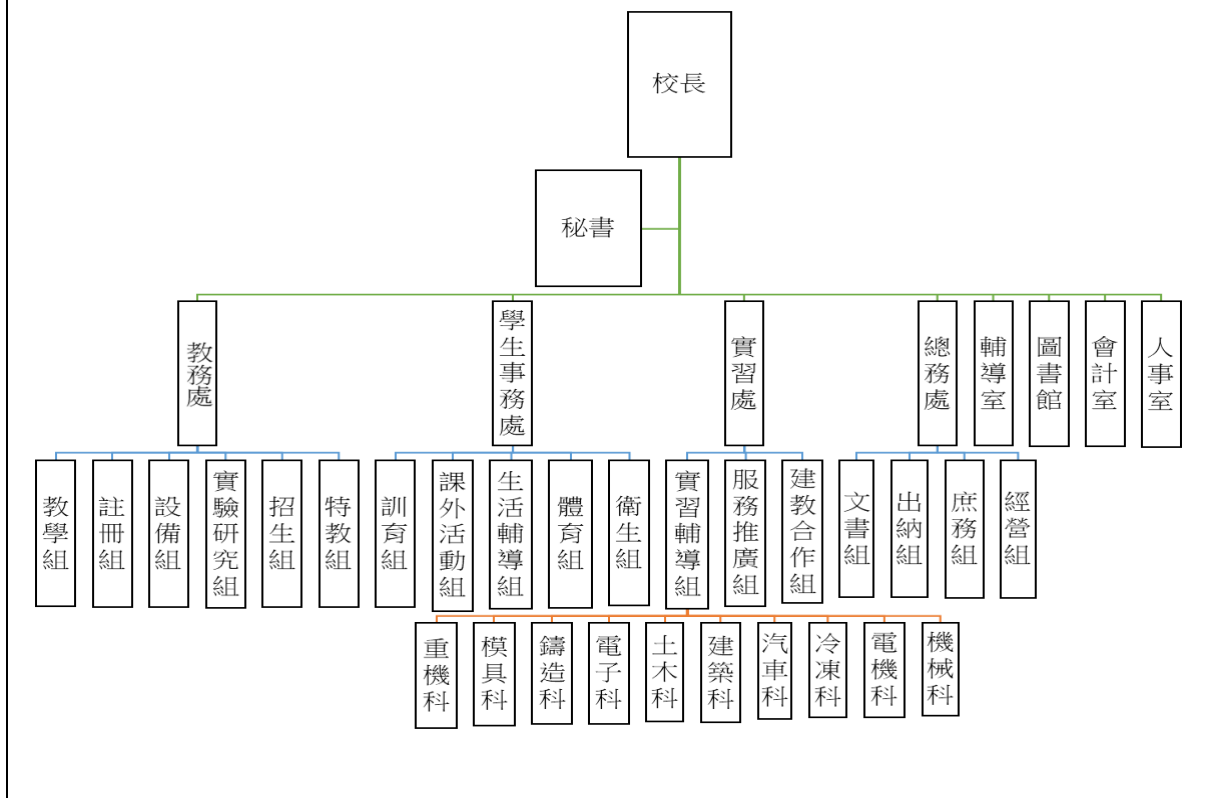 校長
秘書
教務處
學生事務處
實習處
總務處
輔導室
圖書館
會計室
人事室
教學組
註冊組
設備組
實驗研究組
招生組
特教組
訓育組
課外活動組
生活輔導組
體育組
衛生組
實習輔導組
服務推廣組
建教合作組
文書組
出納組
庶務組
經營組
重機科
模具科
鑄造科
電子科
土木科
建築科
汽車科
冷凍科
電機科
機械科